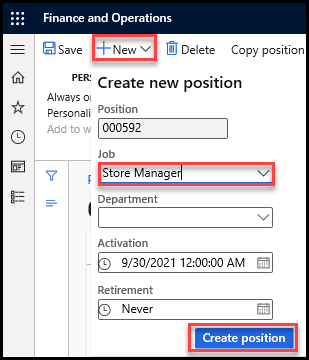 Finance and Operations
Save
New
Delete
Copy position
PERS
Always o
Personali
Add to w
Create new position
Position
000592
Job
Store Manager
Department
Activation
9/30/2021 12:00:00 AM
Retirement
Never
Create position